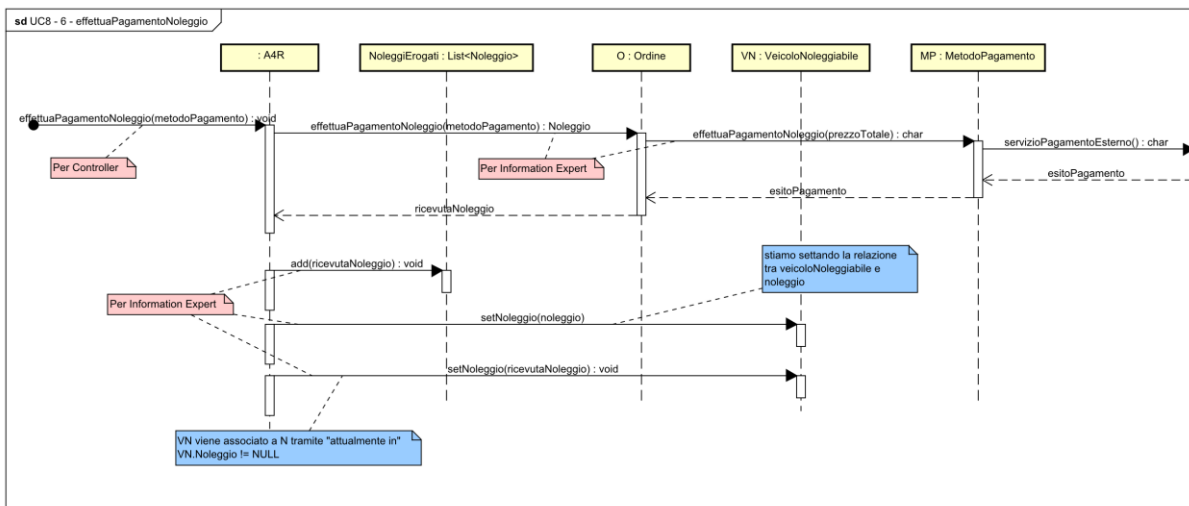 sd UC8 - 6 - effettuaPagamentoNoleggio
: A4R
NoleggiErogati : List<Noleggio>
O : Ordine
VN : VeicoloNoleggiabile
MP : MetodoPagamento
effettuaPagamentoNoleggio(metodoPagamento) : void
effettuaPagamentoNoleggio(metodoPagamento) : Noleggio
effettuaPagamentoNoleggio(prezzoTotale) : char
servizioPagamentoEsterno() : char
Per Controller
Per Information Expert
esitoPagamento
esitoPagamento
ricevutaNoleggio
add(ricevutaNoleggio) : void
stiamo settando la relazione
tra veicoloNoleggiabile e
noleggio
Per Information Expert
setNoleggio(noleggio)
setNoleggio(ricevutaNoleggio) : void
VN viene associato a N tramite "attualmente in"
VN.Noleggio != NULL